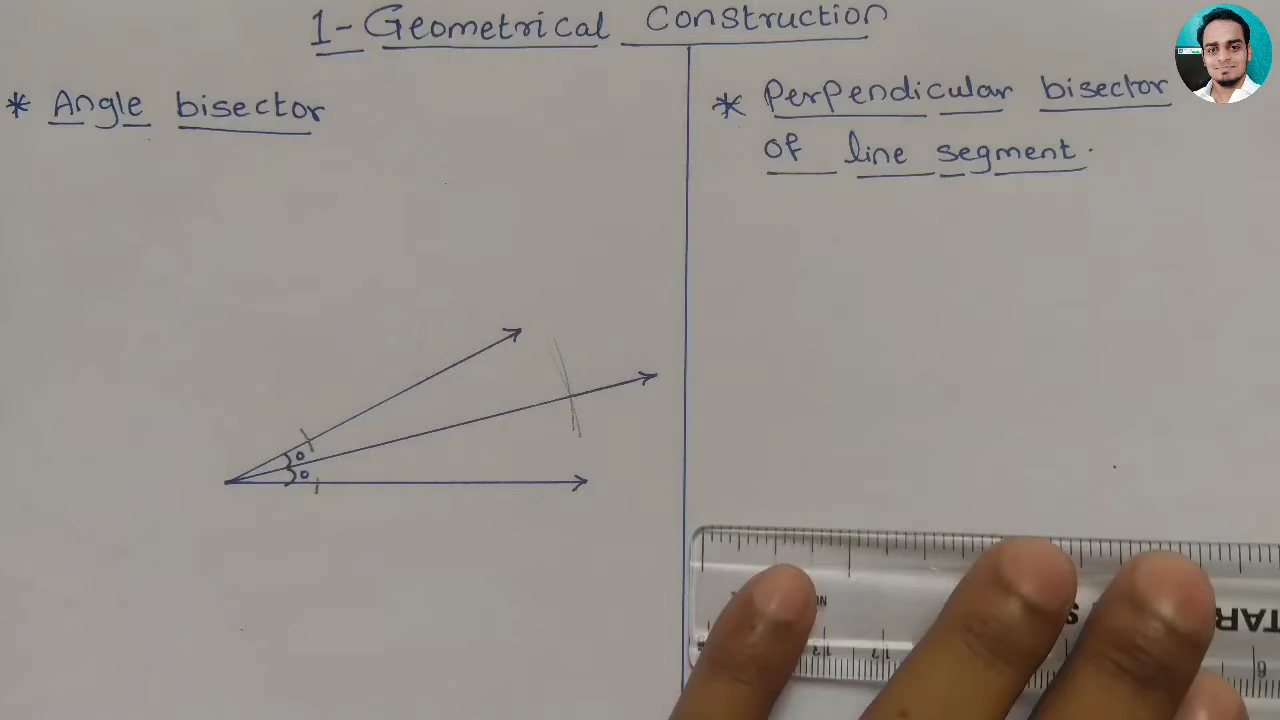 1-Geometrical Construction
* Angle bisector
* Perpendicular bisector
of line segment.